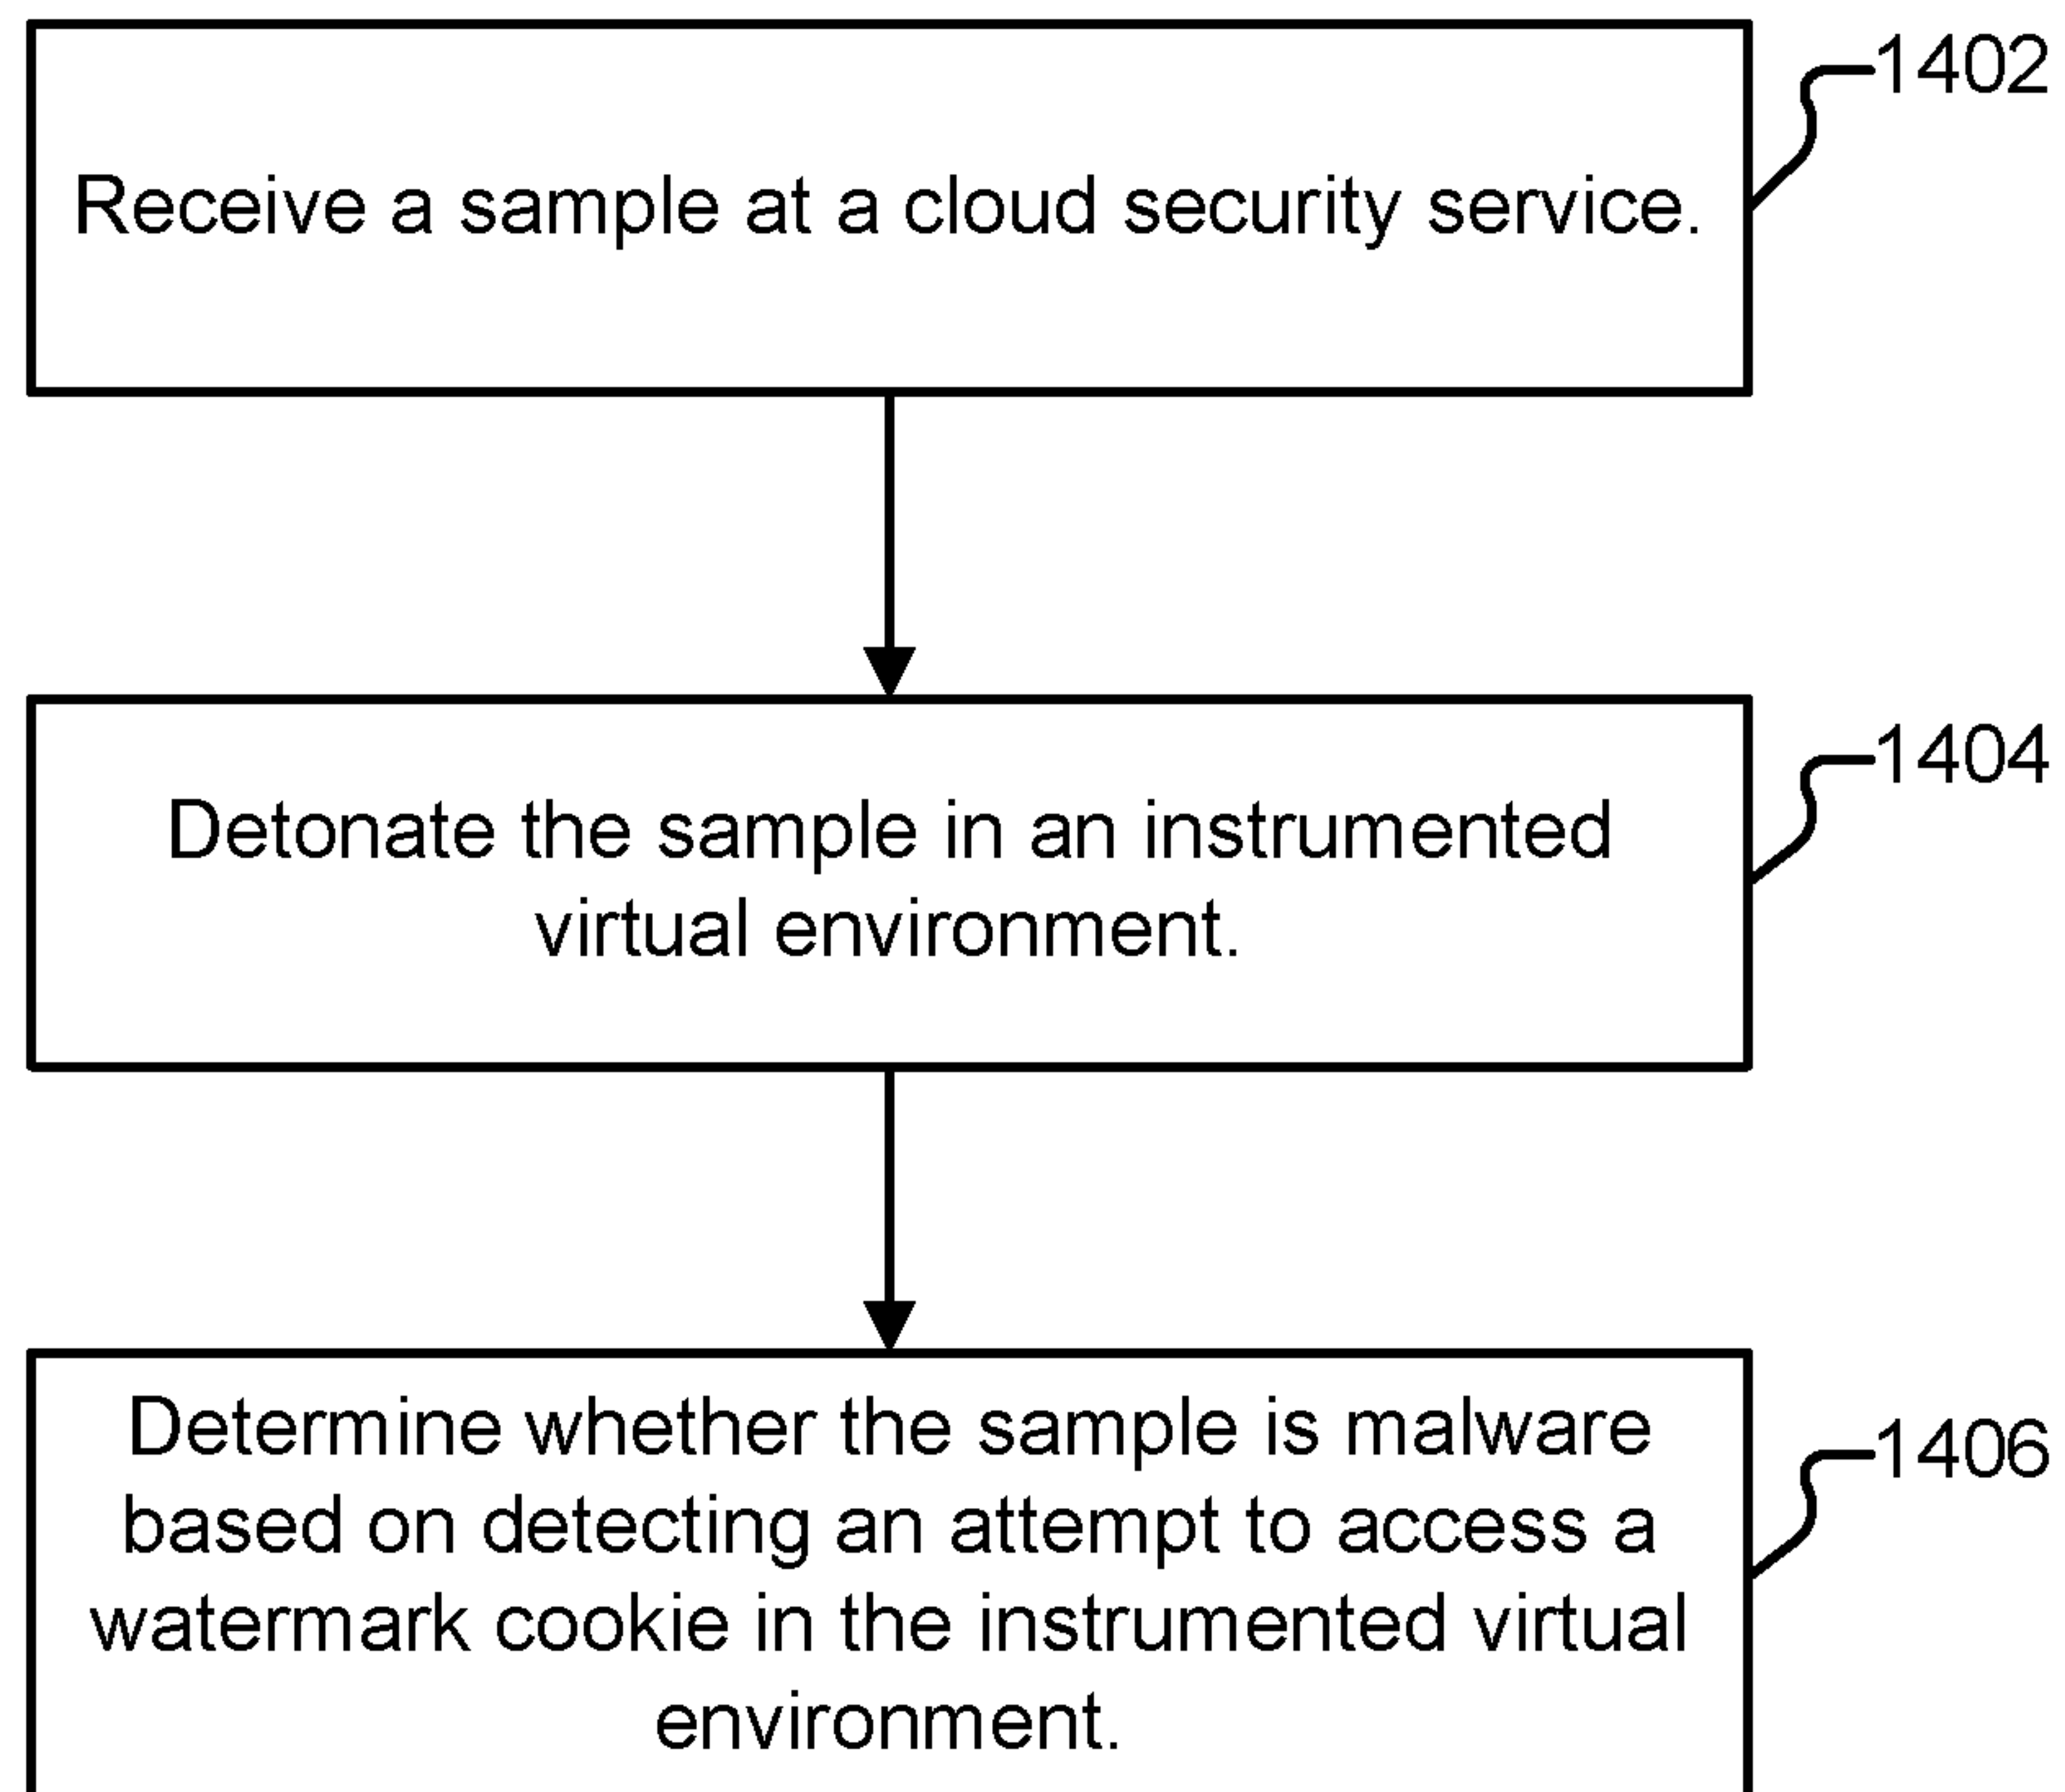 1402
Receive a sample at a cloud security service.
1404
Detonate the sample in an instrumented
virtual environment.
1406
Determine whether the sample is malware
based on detecting an attempt to access a
watermark cookie in the instrumented virtual
environment.